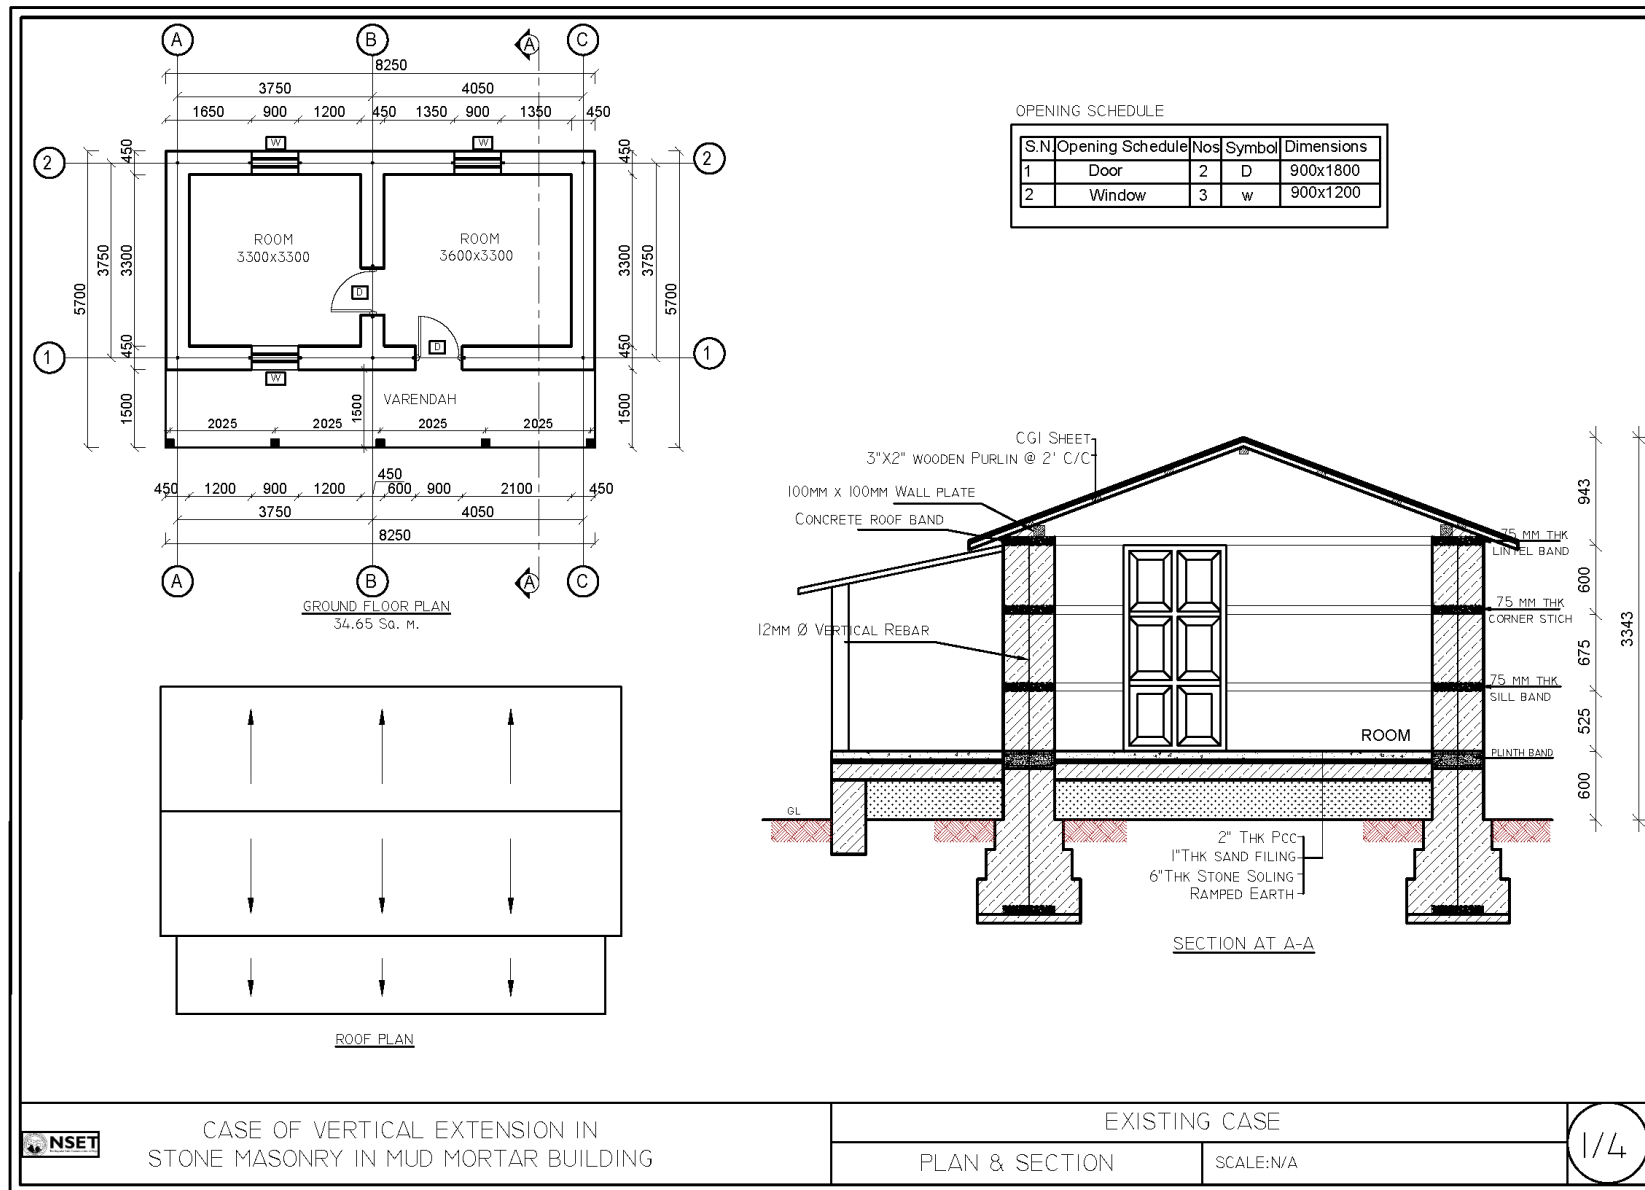 A B A C
8250
3750 4050
1650 900 1200 450 1350 900 1350 450
W W
2 450 450 2
ROOM
3300x3300
ROOM
3600x3300
5700 3750 3300 3300 3750 5700
D
D
1 450 450 1
W
VARENDAH
1500 1500 1500
2025 2025 2025 2025
450
450 1200 900 1200 600 900 2100 450
3750 4050
8250
A B A C
GROUND FLOOR PLAN
34.65 SQ. M.
ROOF PLAN
OPENING SCHEDULE
S.N. Opening Schedule Nos Symbol Dimensions
1 Door 2 D 900x1800
2 Window 3 w 900x1200
CGI SHEET
3"X2" WOODEN PURLIN @ 2' C/C
100MM X 100MM WALL PLATE
CONCRETE ROOF BAND
12MM Ø VERTICAL REBAR
943
75 MM THK
LINTEL BAND
600
75 MM THK
CORNER STICH
675
3343
75 MM THK
SILL BAND
525
ROOM
PLINTH BAND
600
GL
2" THK PCC
1"THK SAND FILING
6"THK STONE SOLING
RAMPED EARTH
SECTION AT A-A
NSET
CASE OF VERTICAL EXTENSION IN
STONE MASONRY IN MUD MORTAR BUILDING
EXISTING CASE
PLAN & SECTION
SCALE:N/A
1/4